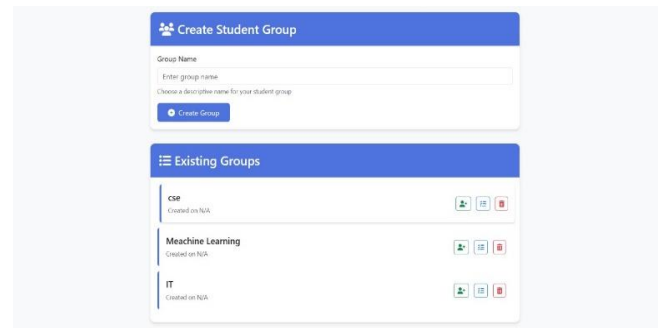 Create Student Group
Group Name
Enter group name
Choose a descriptive name for your student group
Create Group
Existing Groups
cse
Created on N/A
Meachine Learning
Created on N/A
IT
Created on N/A